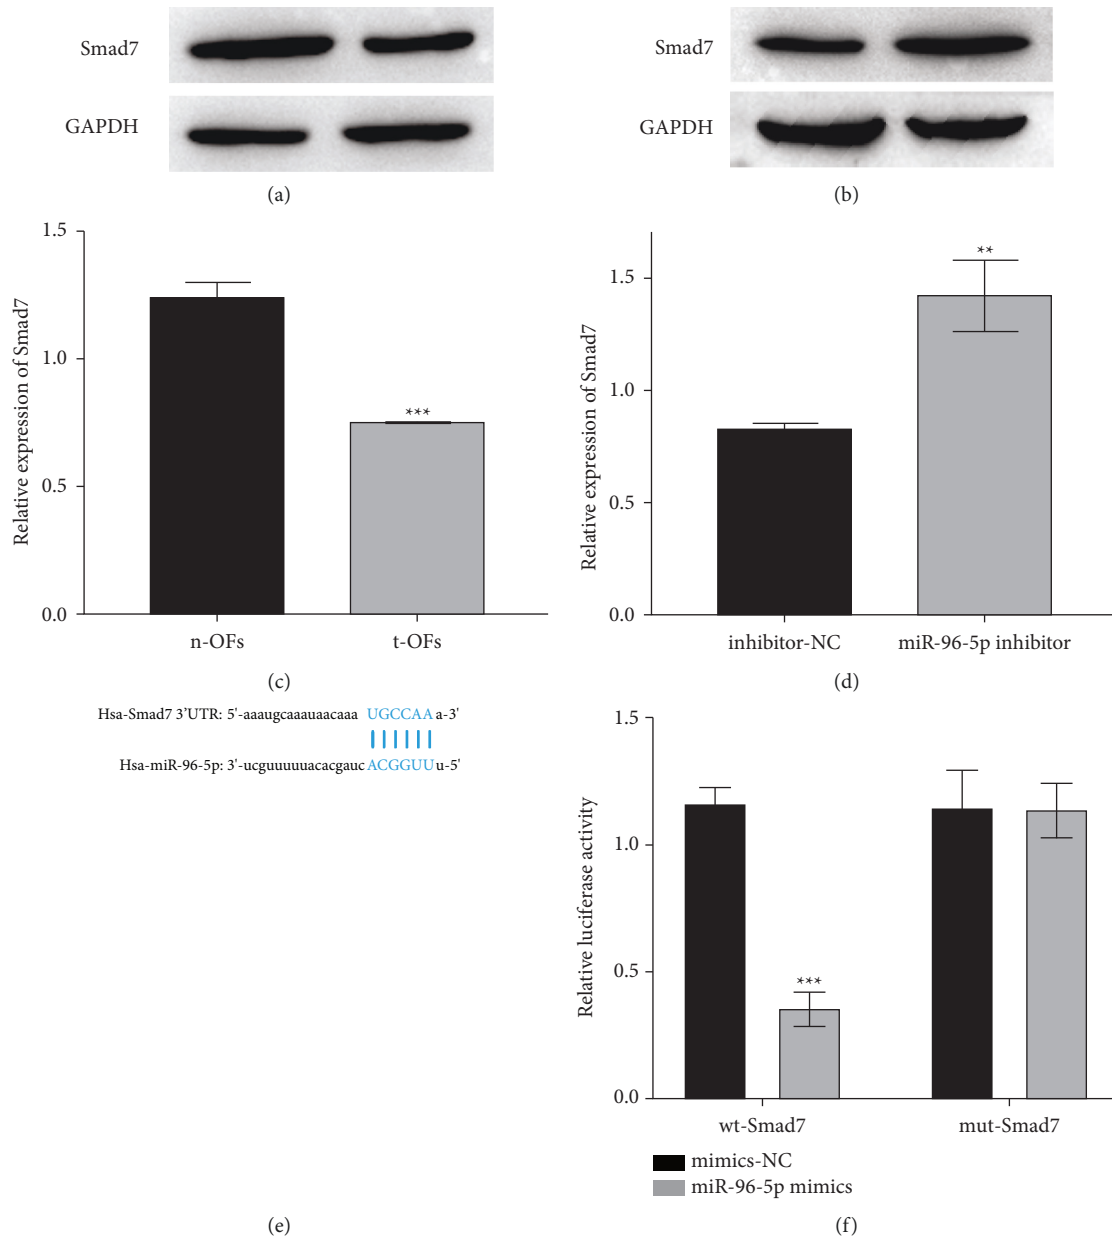 Smad7
GAPDH
(a)
Smad7
GAPDH
(b)
Relative expression of Smad7
1.5
1.0
0.5
0.0
***
n-OFs t-OFs
(c)
Relative expression of Smad7
1.5
1.0
0.5
0.0
**
inhibitor-NC miR-96-5p inhibitor
(d)
Hsa-Smad7 3'UTR: 5'-aaaugcaaauaacaaa UGCCAA a-3'
Hsa-miR-96-5p: 3'-ucguuuuuacacgauc ACGGUU u-5'
(e)
Relative luciferase activity
1.5
1.0
0.5
0.0
***
wt-Smad7 mut-Smad7
mimics-NC
miR-96-5p mimics
(f)